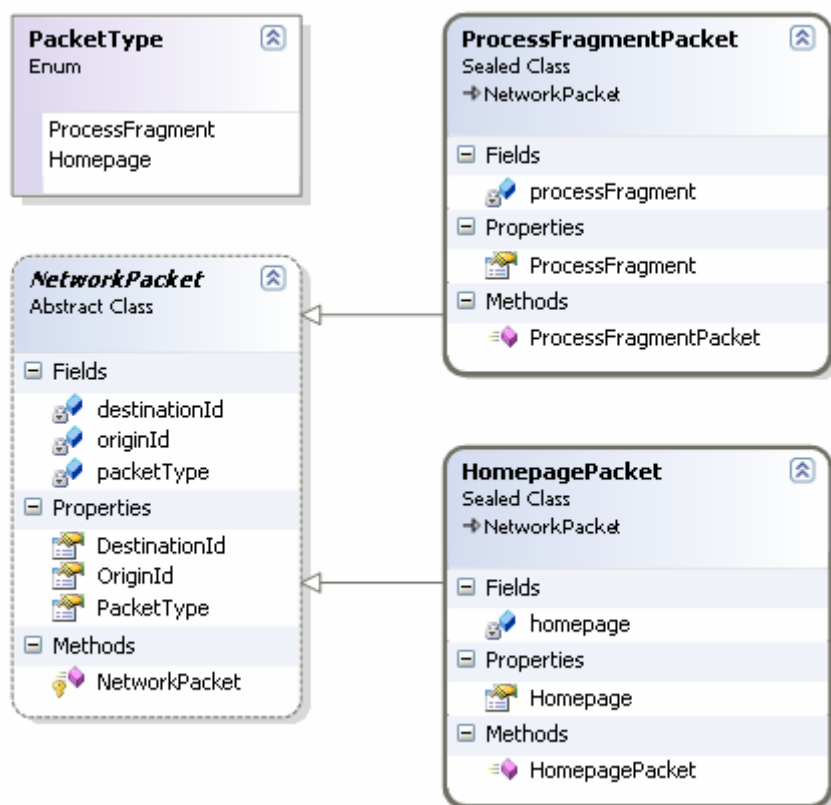 PacketType
Enum
ProcessFragment
Homepage
NetworkPacket
Abstract Class
Fields
destinationId
originId
packetType
Properties
DestinationId
OriginId
PacketType
Methods
NetworkPacket
ProcessFragmentPacket
Sealed Class
NetworkPacket
Fields
processFragment
Properties
ProcessFragment
Methods
ProcessFragmentPacket
HomepagePacket
Sealed Class
NetworkPacket
Fields
homepage
Properties
Homepage
Methods
HomepagePacket